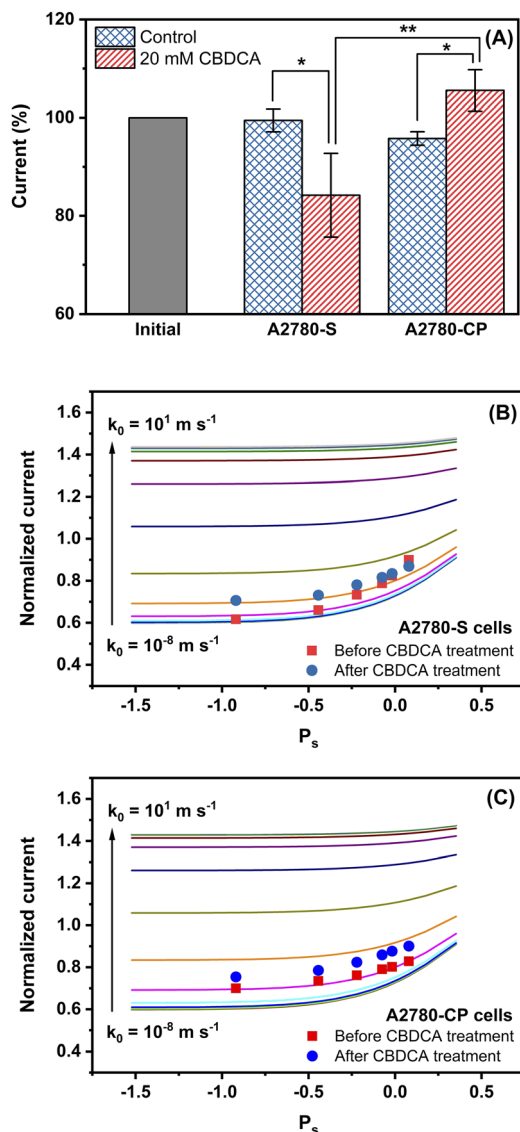 (A)
Control
20 mM CBDCA
*
**
*
Current (%)
120
100
80
60
Initial
A2780-S
A2780-CP
(B)
k₀ = 10¹ m s⁻¹
k₀ = 10⁻⁸ m s⁻¹
Normalized current
1.6
1.4
1.2
1.0
0.8
0.6
0.4
A2780-S cells
Before CBDCA treatment
After CBDCA treatment
-1.5
-1.0
-0.5
0.0
0.5
Pₛ
(C)
k₀ = 10¹ m s⁻¹
k₀ = 10⁻⁸ m s⁻¹
Normalized current
1.6
1.4
1.2
1.0
0.8
0.6
0.4
A2780-CP cells
Before CBDCA treatment
After CBDCA treatment
-1.5
-1.0
-0.5
0.0
0.5
Pₛ